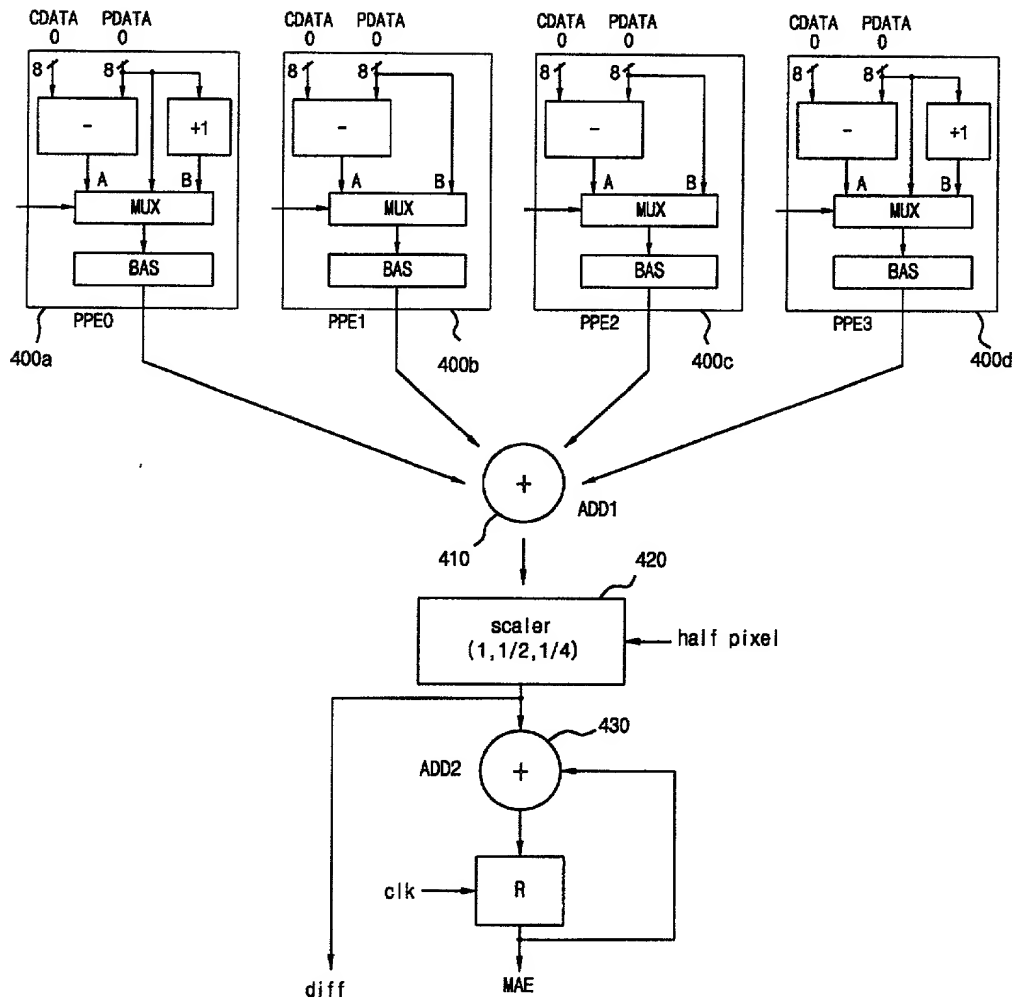 CDATA PDATA CDATA PDATA CDATA PDATA CDATA PDATA
0 0 0 0 0 0 0 0
8 8 8 8 8 8 8 8
- +1 - - - +1
A B A B A B A B
MUX MUX MUX MUX
BAS BAS BAS BAS
PPE0 PPE1 PPE2 PPE3
400a 400b 400c 400d
+
ADD1
410
420
scaler
(1,1/2,1/4)
half pixel
430
ADD2
+
clk
R
diff
MAE